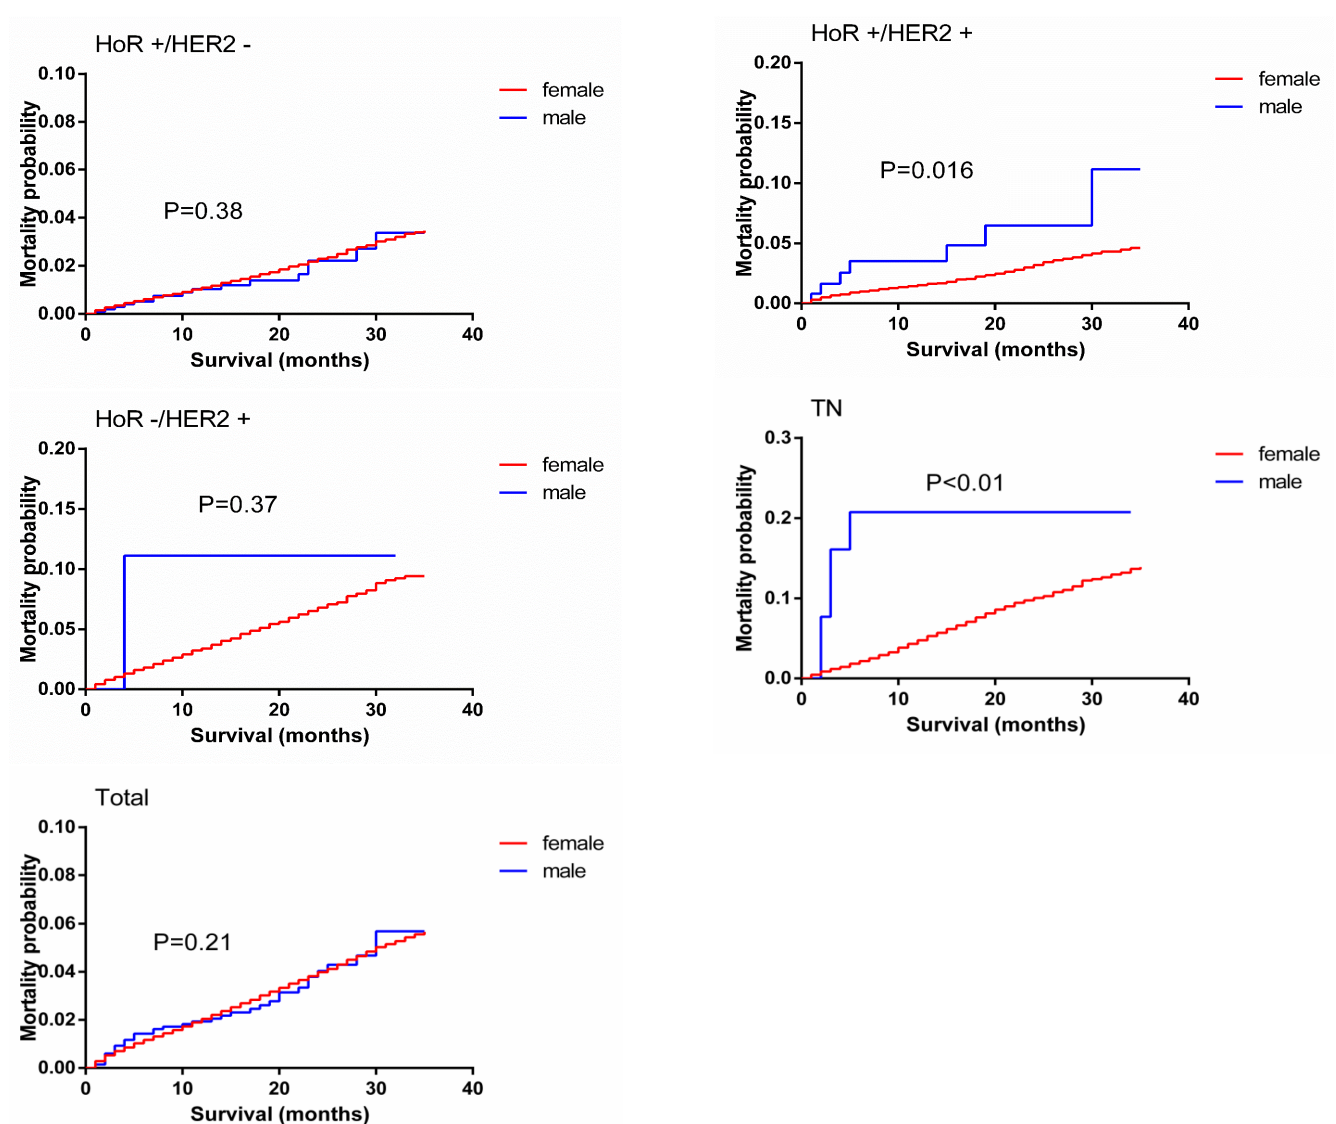 HoR +/HER2 -
0.10
0.08
0.06
0.04
0.02
0.00
Mortality probability
P=0.38
female
male
0 10 20 30 40
Survival (months)
HoR +/HER2 +
0.20
0.15
0.10
0.05
0.00
Mortality probability
P=0.016
female
male
0 10 20 30 40
Survival (months)
HoR -/HER2 +
0.20
0.15
0.10
0.05
0.00
Mortality probability
P=0.37
female
male
0 10 20 30 40
Survival (months)
TN
0.3
0.2
0.1
0.0
Mortality probability
P<0.01
female
male
0 10 20 30 40
Survival (months)
Total
0.10
0.08
0.06
0.04
0.02
0.00
Mortality probability
P=0.21
female
male
0 10 20 30 40
Survival (months)